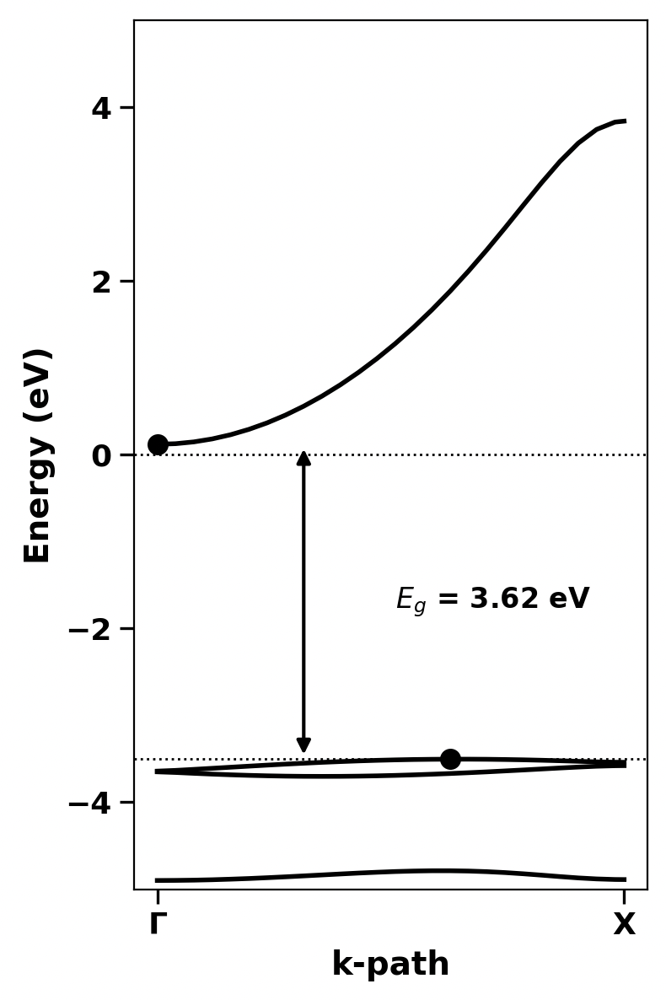 4
2
0
−2
−4
Energy (eV)
E_g = 3.62 eV
Γ X
k-path